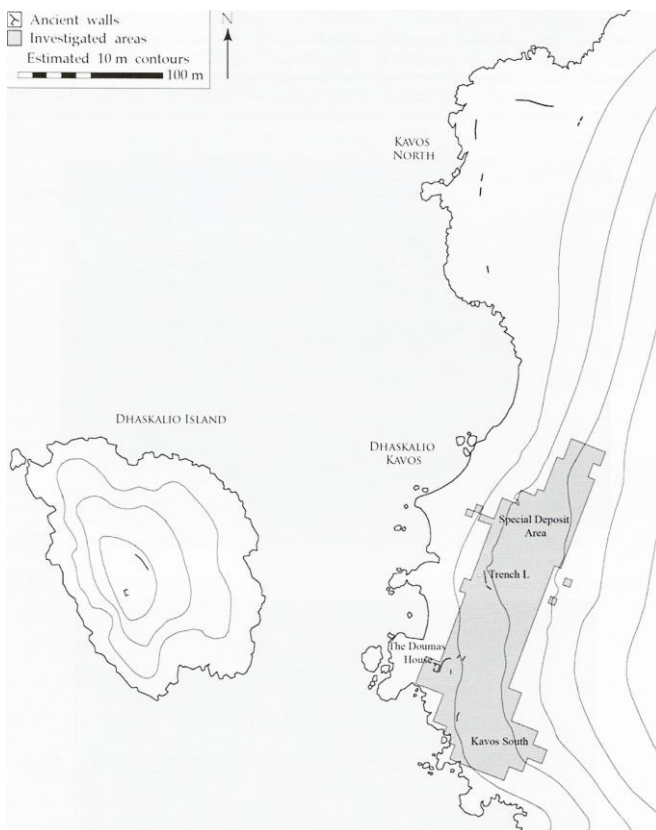 Ancient walls
Investigated areas
Estimated 10 m contours
100 m
N
KAVOS
NORTH
DHASKALIO ISLAND
DHASKALIO
KAVOS
Special Deposit
Area
Trench L
The Doumas
House
Kavos South